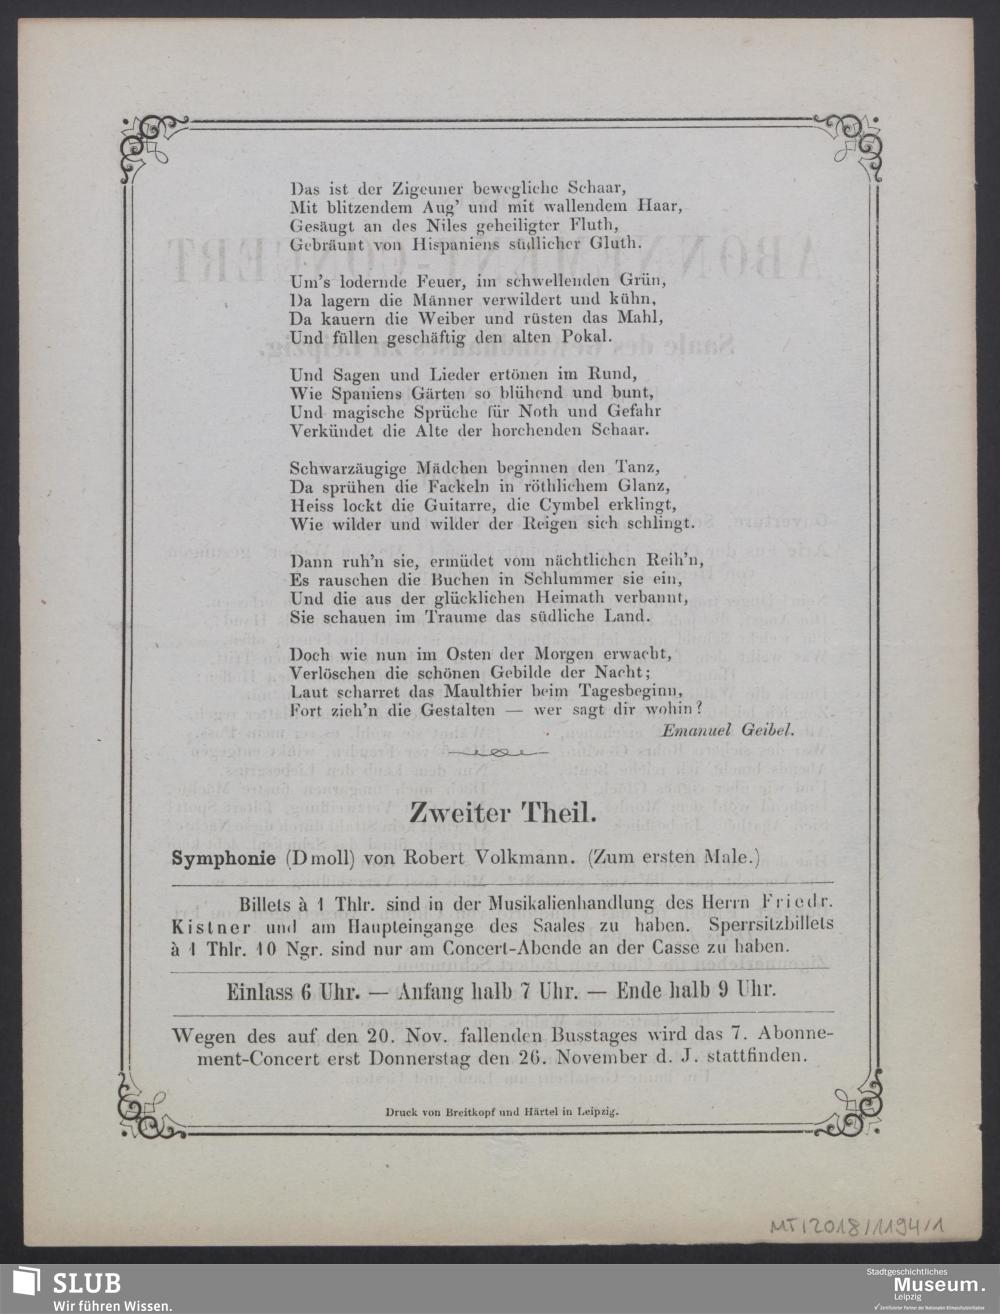 Das ist der Zigeuner bewegliche Schaar,
Mit blitzendem Aug' und mit wallendem Haar,
Gesäugt an des Niles geheiligter Fluth,
Gebräunt von Hispaniens südlicher Gluth.
Um's lodernde Feuer, im schwellenden Grün,
Da lagern die Männer verwildert und kühn,
Da kauern die Weiber und rüsten das Mahl,
Und füllen geschäftig den alten Pokal.
Und Sagen und Lieder ertönen im Rund,
Wie Spaniens Gärten so blühend und bunt,
Und magische Sprüche für Noth und Gefahr
Verkündet die Alte der horchenden Schaar.
Schwarzäugige Mädchen beginnen den Tanz,
Da sprühen die Fackeln in röthlichem Glanz,
Heiss lockt die Guitarre, die Cymbel erklingt,
Wie wilder und wilder der Reigen sich schlingt.
Dann ruh'n sie, ermüdet vom nächtlichen Reih'n,
Es rauschen die Buchen in Schlummer sie ein,
Und die aus der glücklichen Heimath verbannt,
Sie schauen im Traume das südliche Land.
Doch wie nun im Osten der Morgen erwacht,
Verlöschen die schönen Gebilde der Nacht;
Laut scharret das Maulthier beim Tagesbeginn,
Fort zieh'n die Gestalten — wer sagt dir wohin?
Emanuel Geibel.
Zweiter Theil.
Symphonie (D moll) von Robert Volkmann. (Zum ersten Male.)
Billets à 1 Thlr. sind in der Musikalienhandlung des Herrn Friedr.
Kistner und am Haupteingange des Saales zu haben. Sperrsitzbillets
à 1 Thlr. 10 Ngr. sind nur am Concert-Abende an der Casse zu haben.
Einlass 6 Uhr. — Anfang halb 7 Uhr. — Ende halb 9 Uhr.
Wegen des auf den 20. Nov. fallenden Busstages wird das 7. Abonne-
ment-Concert erst Donnerstag den 26. November d. J. stattfinden.
Druck von Breitkopf und Härtel in Leipzig.
MT/2018/1194/1
SLUB
Wir führen Wissen.
Stadtgeschichtliches
Museum.
Leipzig
Zertifizierter Partner der Nationalen Klimaschutzinitiative